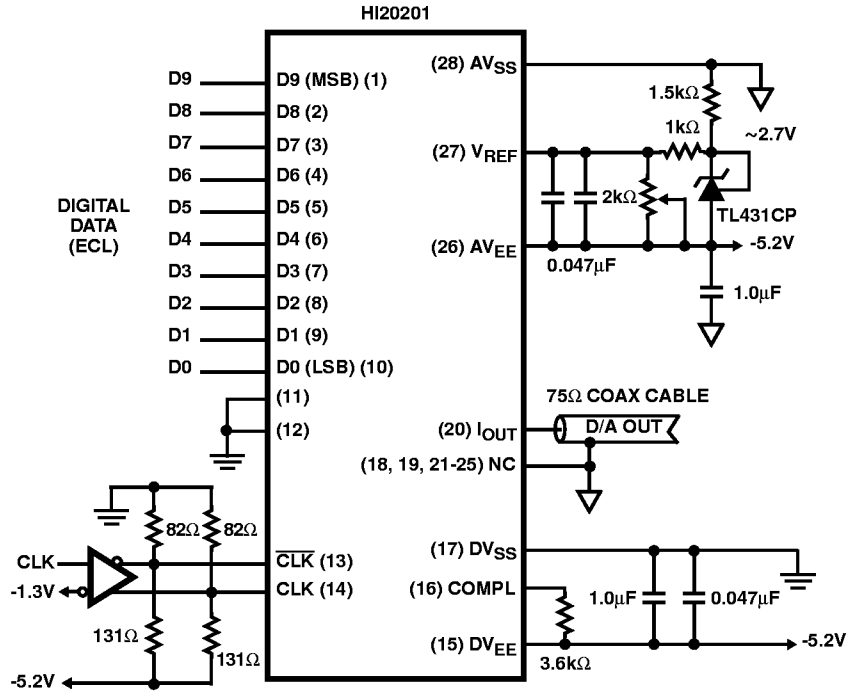 HI20201
D9
D9 (MSB) (1)
D8
D8 (2)
D7
D7 (3)
D6
D6 (4)
D5
D5 (5)
D4
D4 (6)
D3
D3 (7)
D2
D2 (8)
D1
D1 (9)
D0
D0 (LSB) (10)
DIGITAL
DATA
(ECL)
(11)
(12)
82Ω
82Ω
CLK
C̅L̅K̅ (13)
-1.3V
CLK (14)
131Ω
131Ω
-5.2V
(28) AVSS
1.5kΩ
1kΩ
~2.7V
(27) VREF
2kΩ
TL431CP
(26) AVEE
-5.2V
0.047μF
1.0μF
75Ω COAX CABLE
(20) IOUT
D/A OUT
(18, 19, 21-25) NC
(17) DVSS
(16) COMPL
1.0μF
0.047μF
(15) DVEE
-5.2V
3.6kΩ